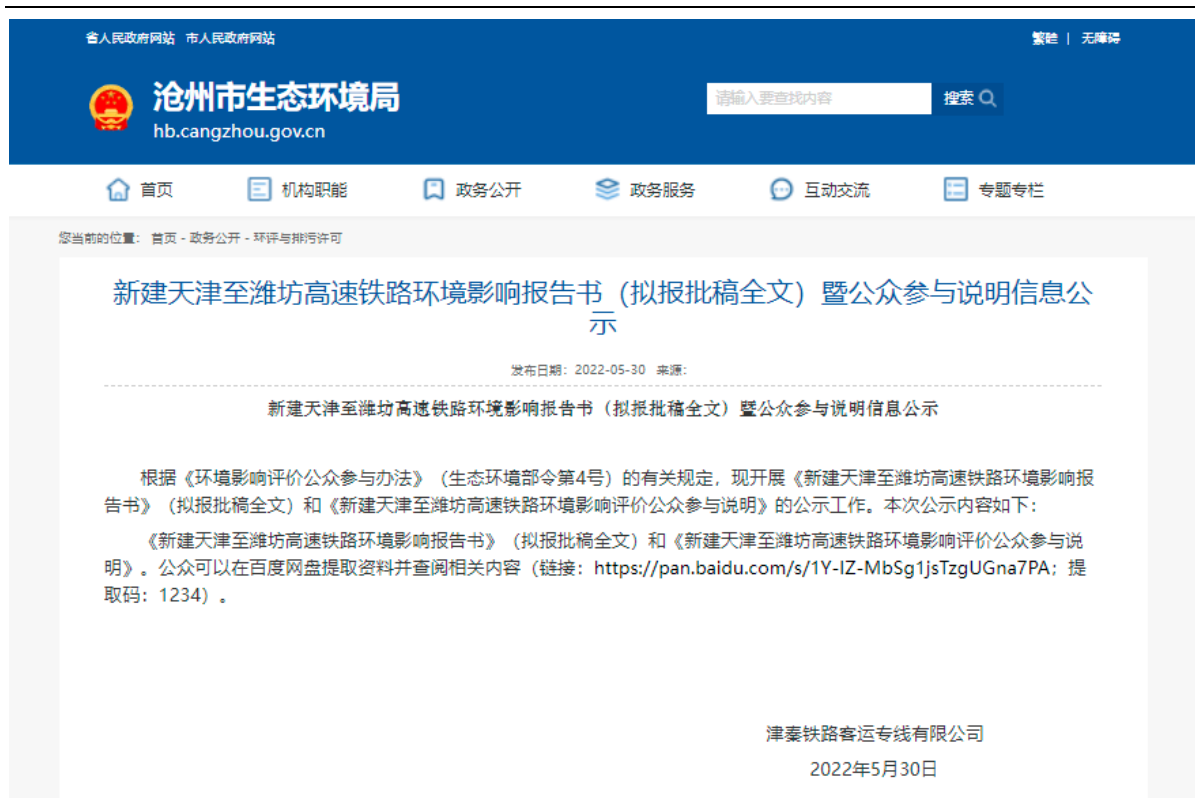 省人民政府网站 市人民政府网站 繁體 | 无障碍
沧州市生态环境局
请输入要查找内容 搜索
hb.cangzhou.gov.cn
首页 机构职能 政务公开 政务服务 互动交流 专题专栏
您当前的位置: 首页 - 政务公开 - 环评与排污许可
新建天津至潍坊高速铁路环境影响报告书（拟报批稿全文）暨公众参与说明信息公
示
发布日期: 2022-05-30 来源:
新建天津至潍坊高速铁路环境影响报告书（拟报批稿全文）暨公众参与说明信息公示
根据《环境影响评价公众参与办法》（生态环境部令第4号）的有关规定，现开展《新建天津至潍坊高速铁路环境影响报
告书》（拟报批稿全文）和《新建天津至潍坊高速铁路环境影响评价公众参与说明》的公示工作。本次公示内容如下：
《新建天津至潍坊高速铁路环境影响报告书》（拟报批稿全文）和《新建天津至潍坊高速铁路环境影响评价公众参与说
明》。公众可以在百度网盘提取资料并查阅相关内容（链接：https://pan.baidu.com/s/1Y-IZ-MbSg1jsTzgUGna7PA; 提
取码：1234）。
津秦铁路客运专线有限公司
2022年5月30日